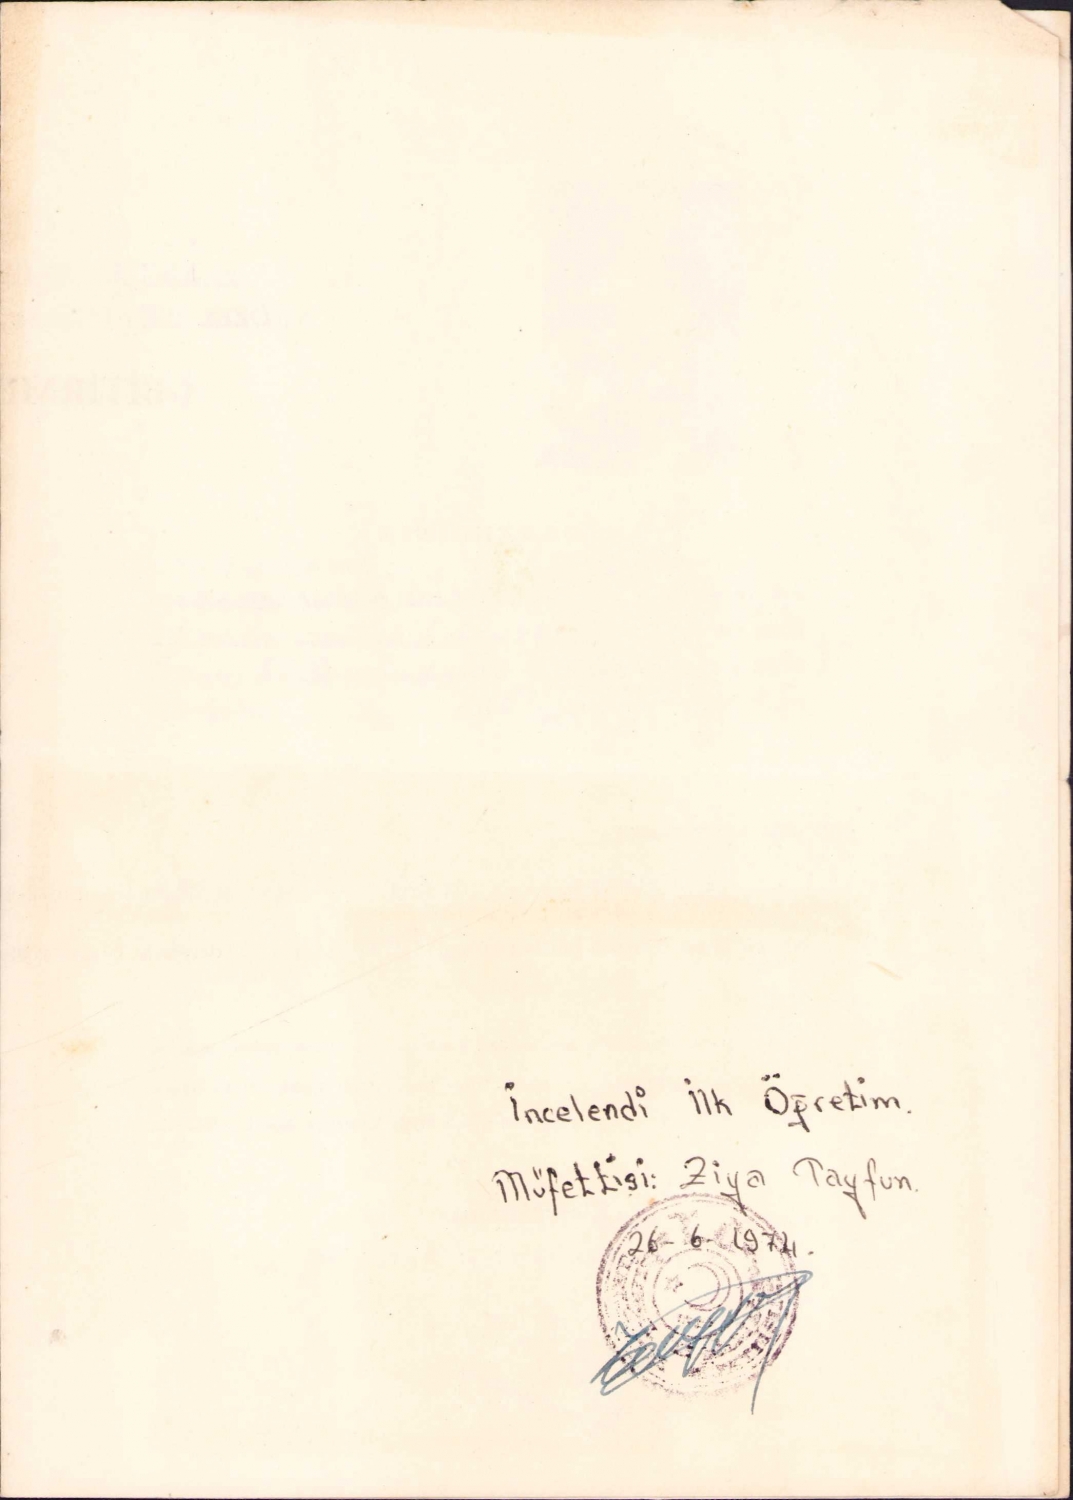 İncelendi İlk Öğretim.
Müfettişi: Ziya Tayfun.
26-6-1974.